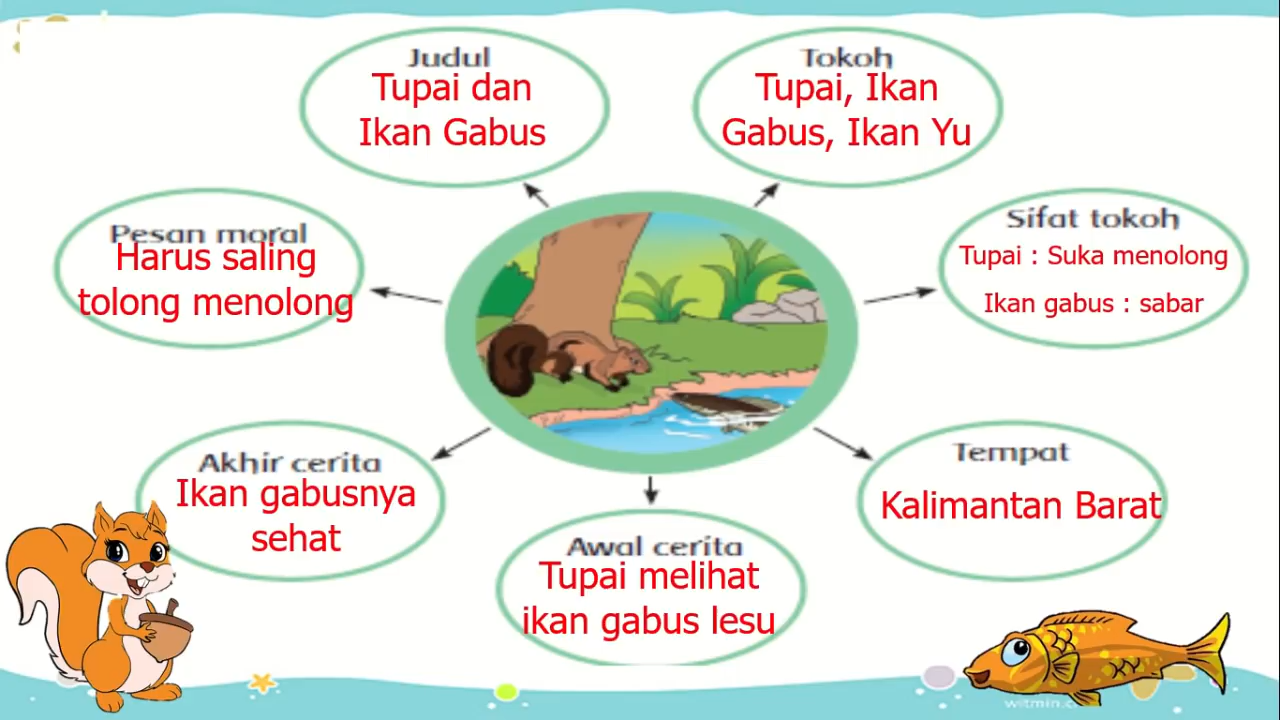 Judul
Tupai dan
Ikan Gabus
Tokoh
Tupai, Ikan
Gabus, Ikan Yu
Pesan moral
Harus saling
tolong menolong
Sifat tokoh
Tupai : Suka menolong
Ikan gabus : sabar
Akhir cerita
Ikan gabusnya
sehat
Awal cerita
Tupai melihat
ikan gabus lesu
Tempat
Kalimantan Barat